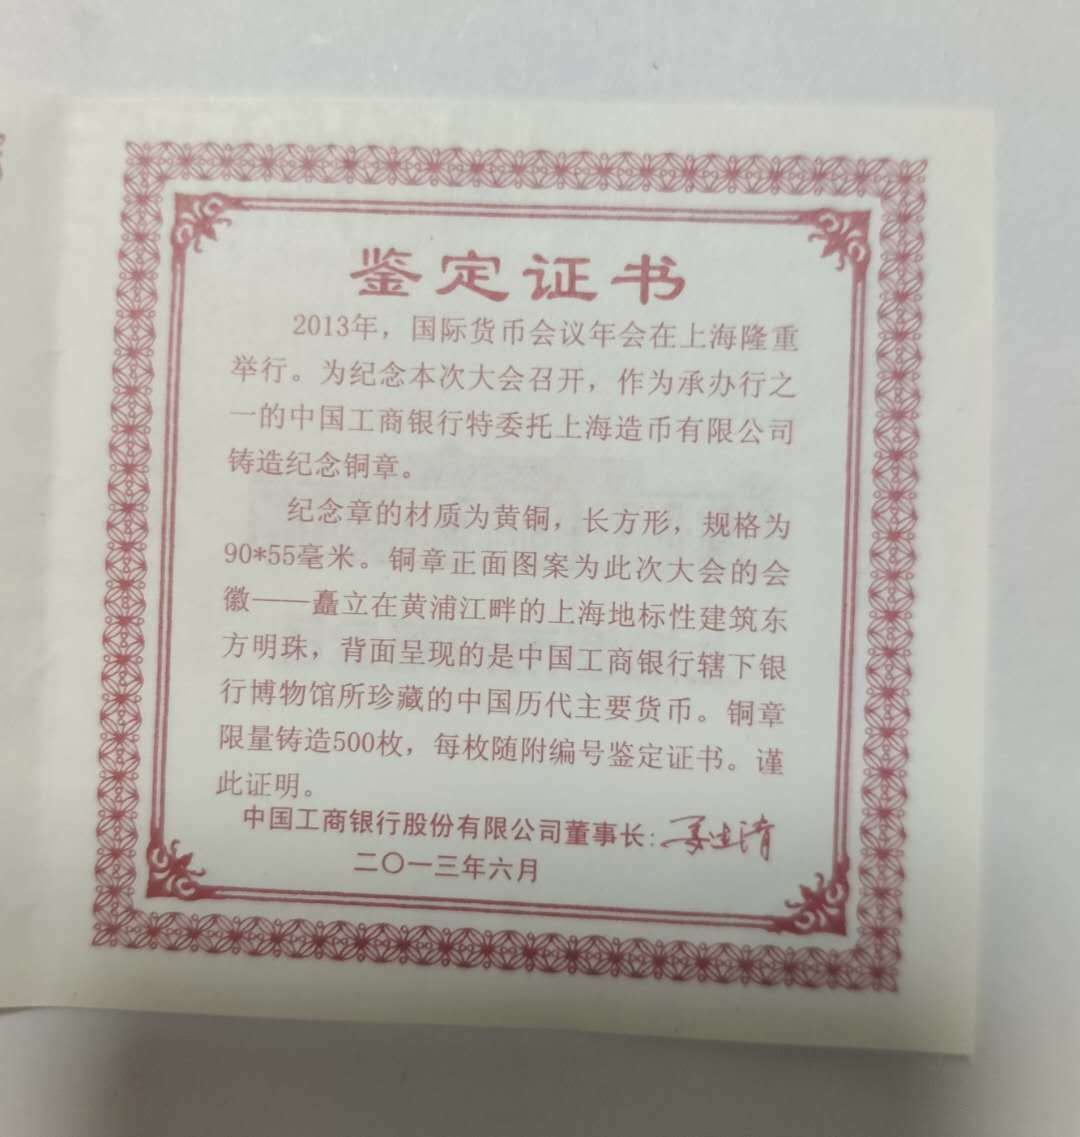 鉴定证书
2013年，国际货币会议年会在上海隆重
举行。为纪念本次大会召开，作为承办行之
一的中国工商银行特委托上海造币有限公司
铸造纪念铜章。
纪念章的材质为黄铜，长方形，规格为
90*55毫米。铜章正面图案为此次大会的会
徽——矗立在黄浦江畔的上海地标性建筑东
方明珠，背面呈现的是中国工商银行辖下银
行博物馆所珍藏的中国历代主要货币。铜章
限量铸造500枚，每枚随附编号鉴定证书。谨
此证明。
中国工商银行股份有限公司董事长：姜建清
二〇一三年六月